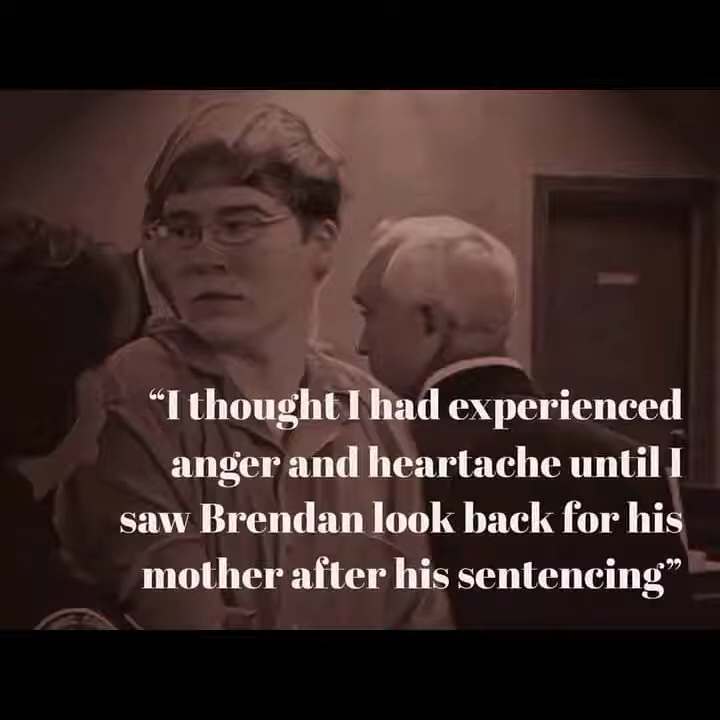 “I thought I had experienced
anger and heartache until I
saw Brendan look back for his
mother after his sentencing”